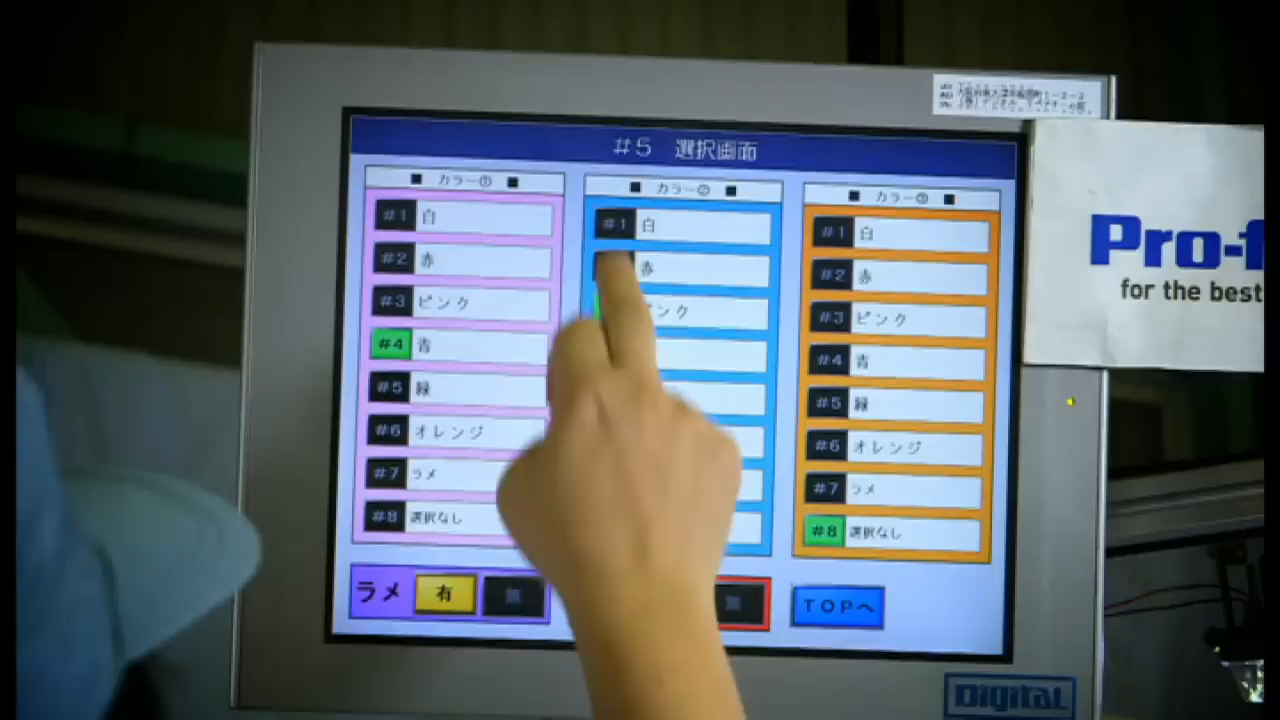 #5 選択画面
■ カラー① ■
#1 白
#2 赤
#3 ピンク
#4 青
#5 緑
#6 オレンジ
#7 ラメ
#8 選択なし
■ カラー② ■
#1 白
赤
ンク
■ カラー③ ■
#1 白
#2 赤
#3 ピンク
#4 青
#5 緑
#6 オレンジ
#7 ラメ
#8 選択なし
ラメ 有 無
無
TOPへ
Pro-f
for the best
Digital